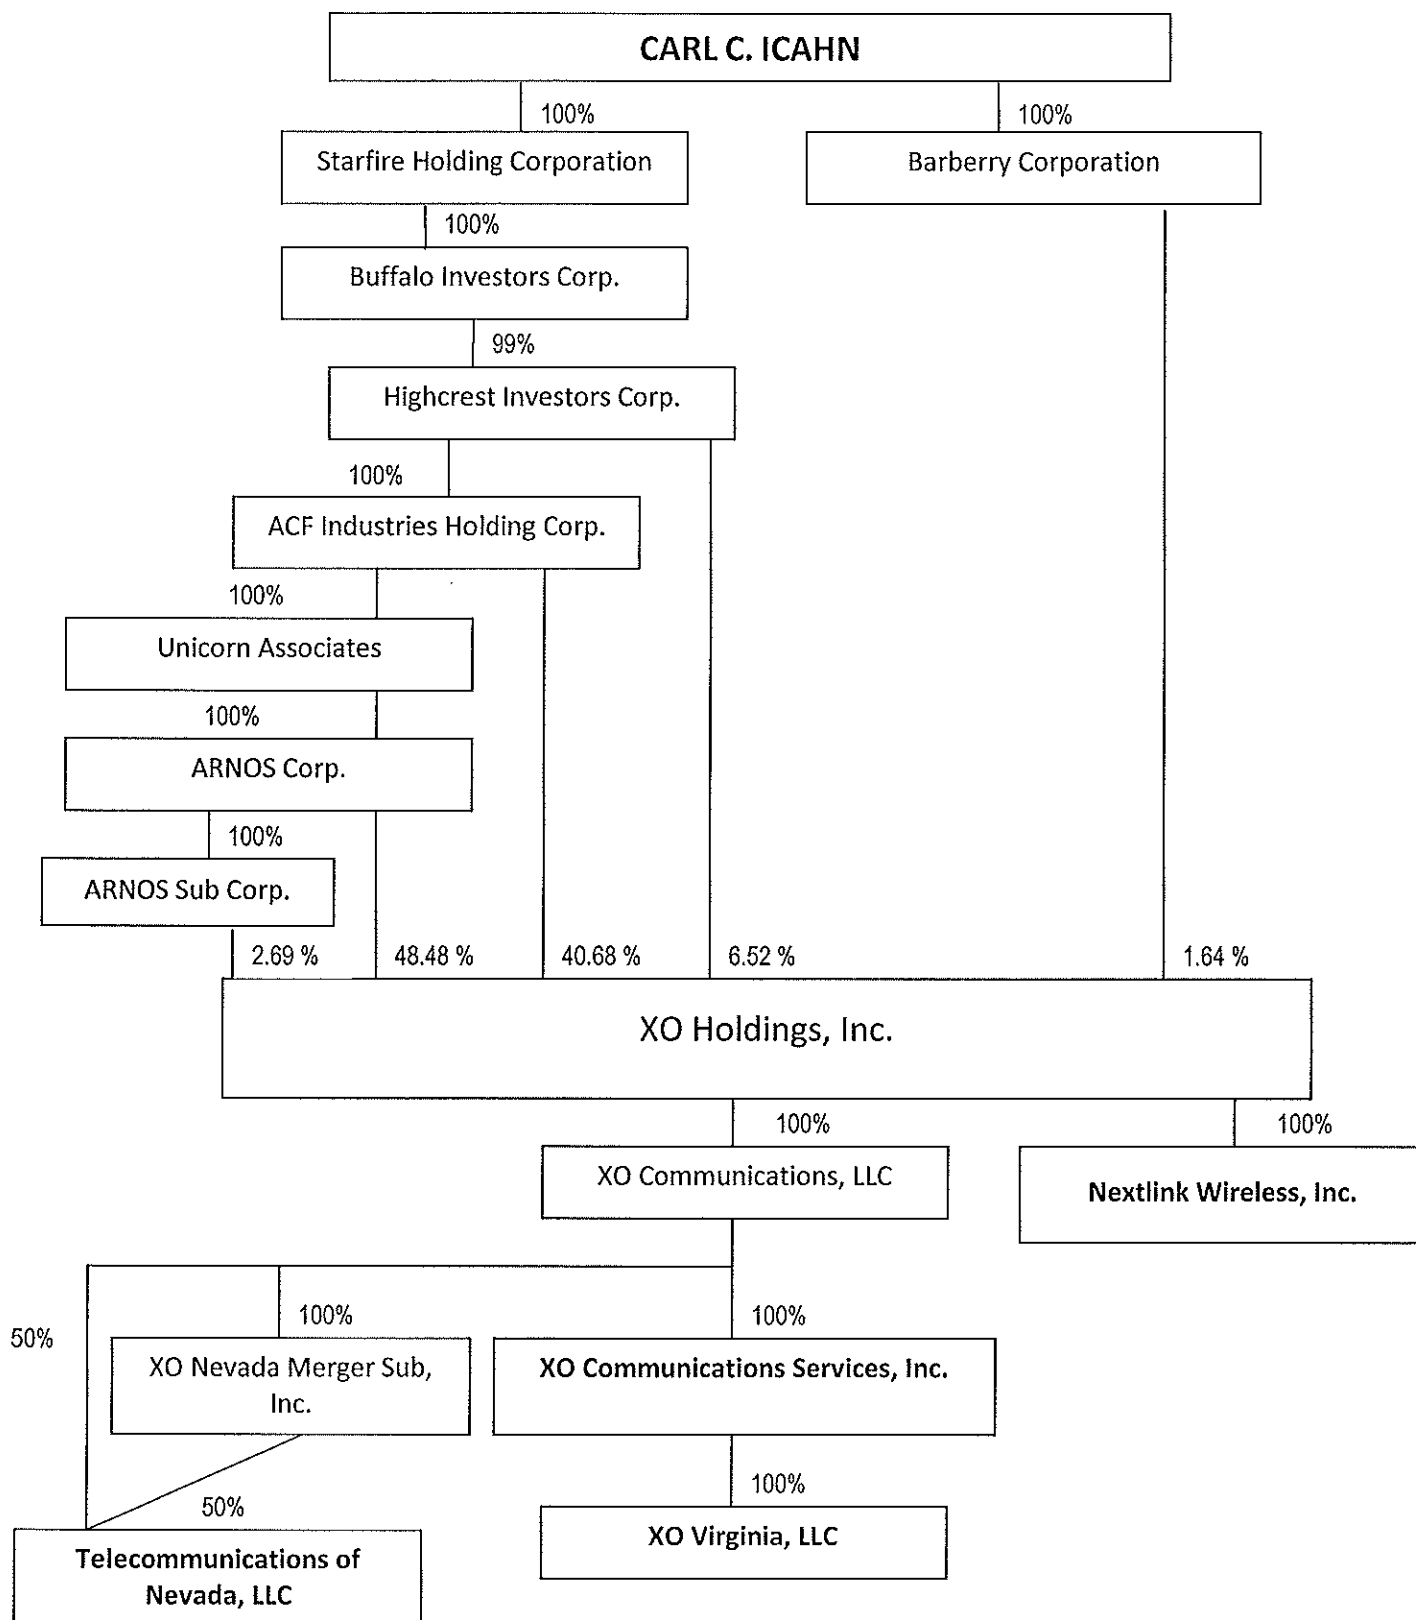 CARL C. ICAHN
100%
100%
Starfire Holding Corporation
Barberry Corporation
100%
Buffalo Investors Corp.
99%
Highcrest Investors Corp.
100%
ACF Industries Holding Corp.
100%
Unicorn Associates
100%
ARNOS Corp.
100%
ARNOS Sub Corp.
2.69 %
48.48 %
40.68 %
6.52 %
1.64 %
XO Holdings, Inc.
100%
100%
XO Communications, LLC
Nextlink Wireless, Inc.
50%
100%
100%
XO Nevada Merger Sub,
Inc.
XO Communications Services, Inc.
50%
100%
Telecommunications of
Nevada, LLC
XO Virginia, LLC